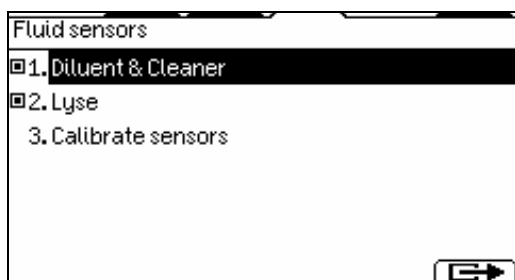 Fluid sensors
1. Diluent & Cleaner
2. Lyse
3. Calibrate sensors